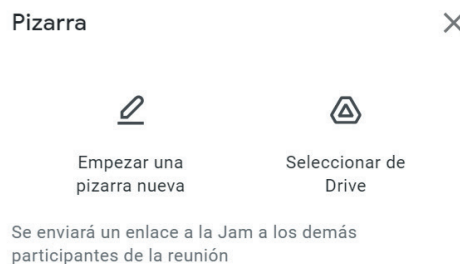 Pizarra
Empezar una
pizarra nueva
Seleccionar de
Drive
Se enviará un enlace a la Jam a los demás
participantes de la reunión